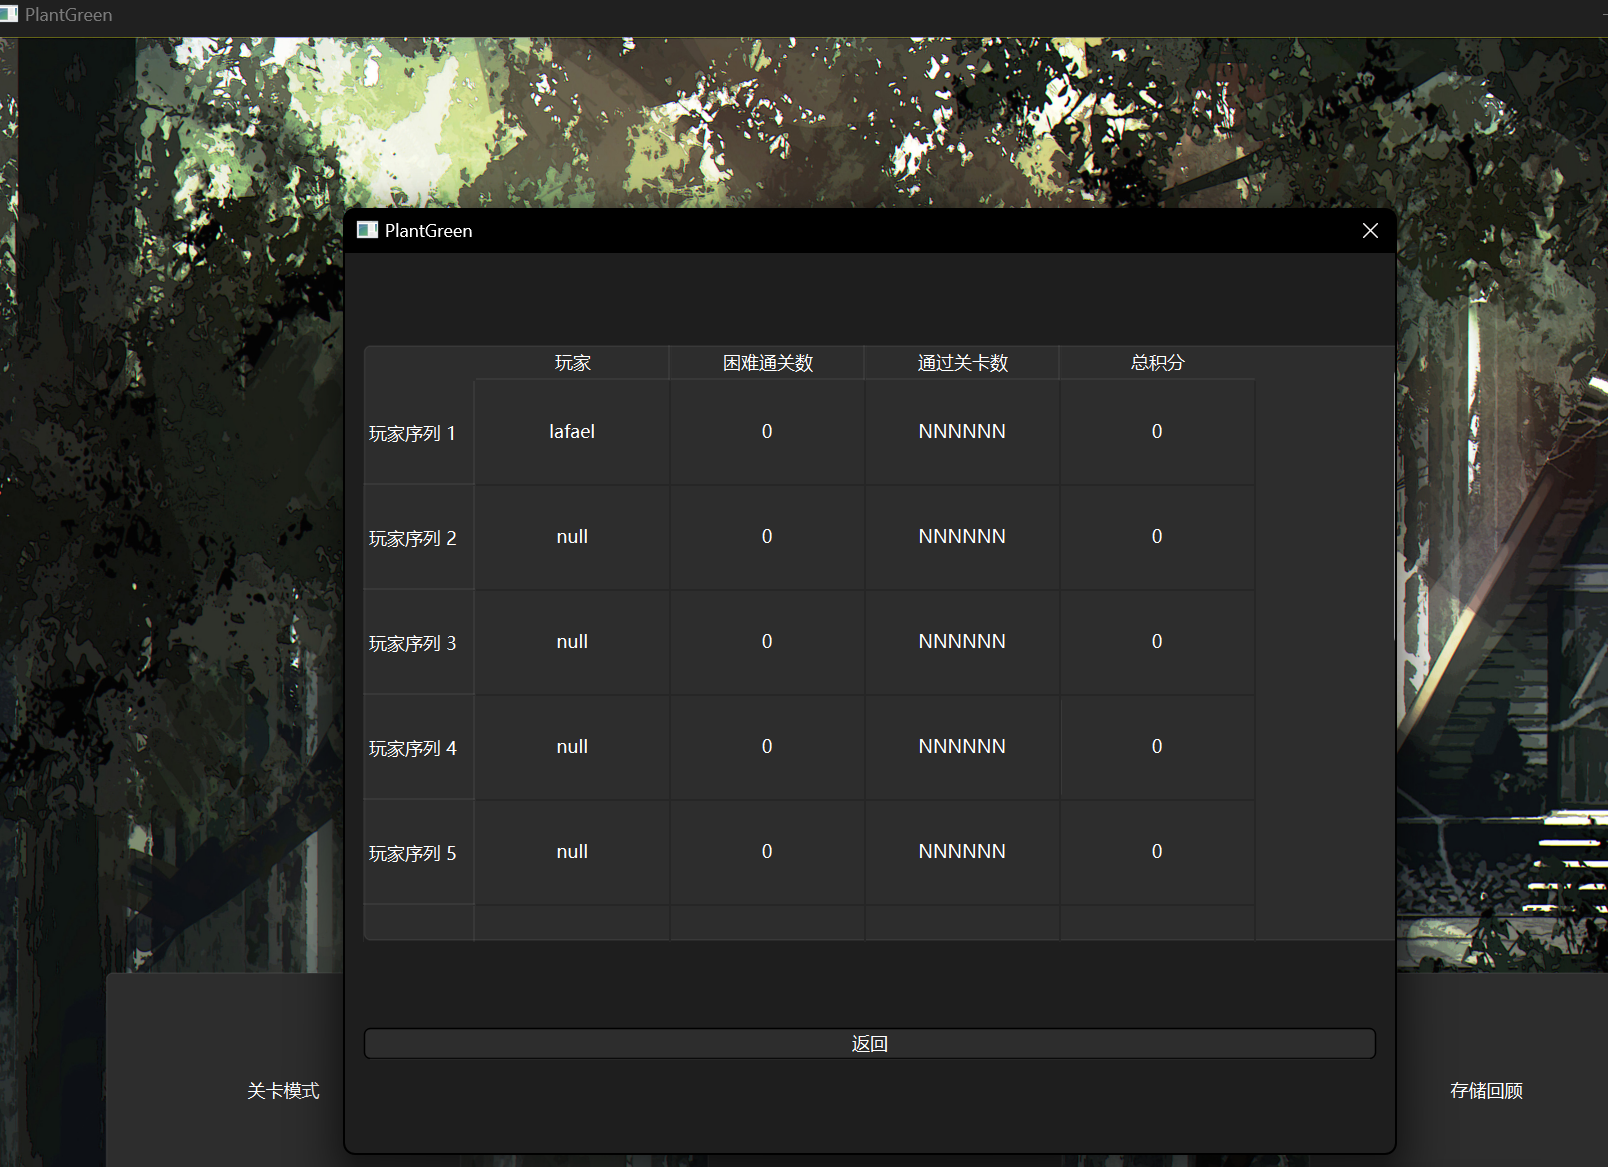 PlantGreen
PlantGreen
玩家 困难通关数 通过关卡数 总积分
玩家序列 1 lafael 0 NNNNNN 0
玩家序列 2 null 0 NNNNNN 0
玩家序列 3 null 0 NNNNNN 0
玩家序列 4 null 0 NNNNNN 0
玩家序列 5 null 0 NNNNNN 0
返回
关卡模式 存储回顾